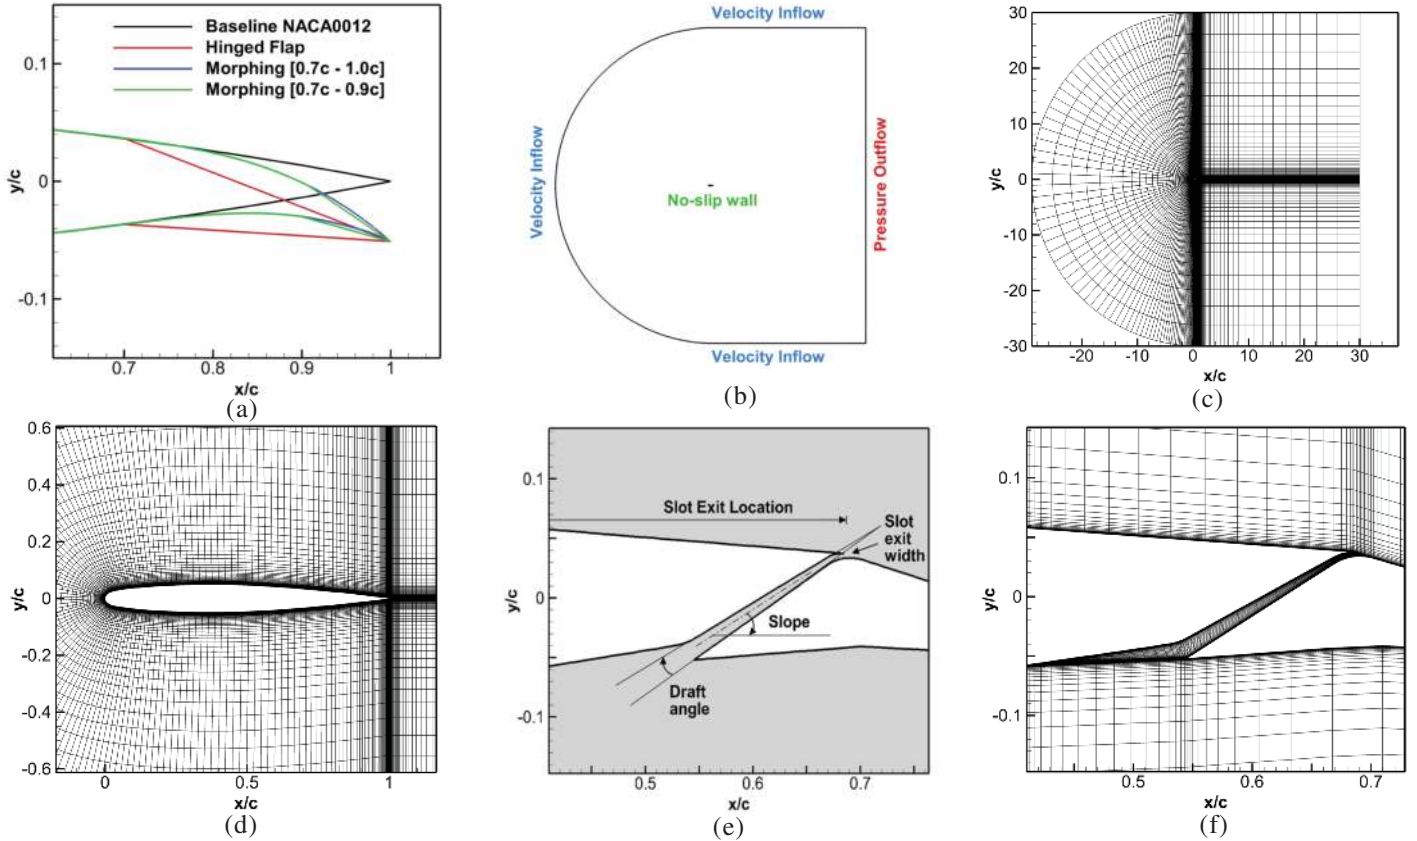 Baseline NACA0012
Hinged Flap
Morphing [0.7c - 1.0c]
Morphing [0.7c - 0.9c]
0.1
0
-0.1
y/c
0.7
0.8
0.9
1
x/c
(a)
Velocity Inflow
Velocity Inflow
No-slip wall
Pressure Outflow
Velocity Inflow
(b)
30
20
10
0
-10
-20
-30
y/c
-20
-10
0
10
20
30
x/c
(c)
0.6
0.4
0.2
0
-0.2
-0.4
-0.6
y/c
0
0.5
1
x/c
(d)
0.1
0
-0.1
y/c
Slot Exit Location
Slot
exit
width
Slope
Draft
angle
0.5
0.6
0.7
x/c
(e)
0.1
0
-0.1
y/c
0.5
0.6
0.7
x/c
(f)